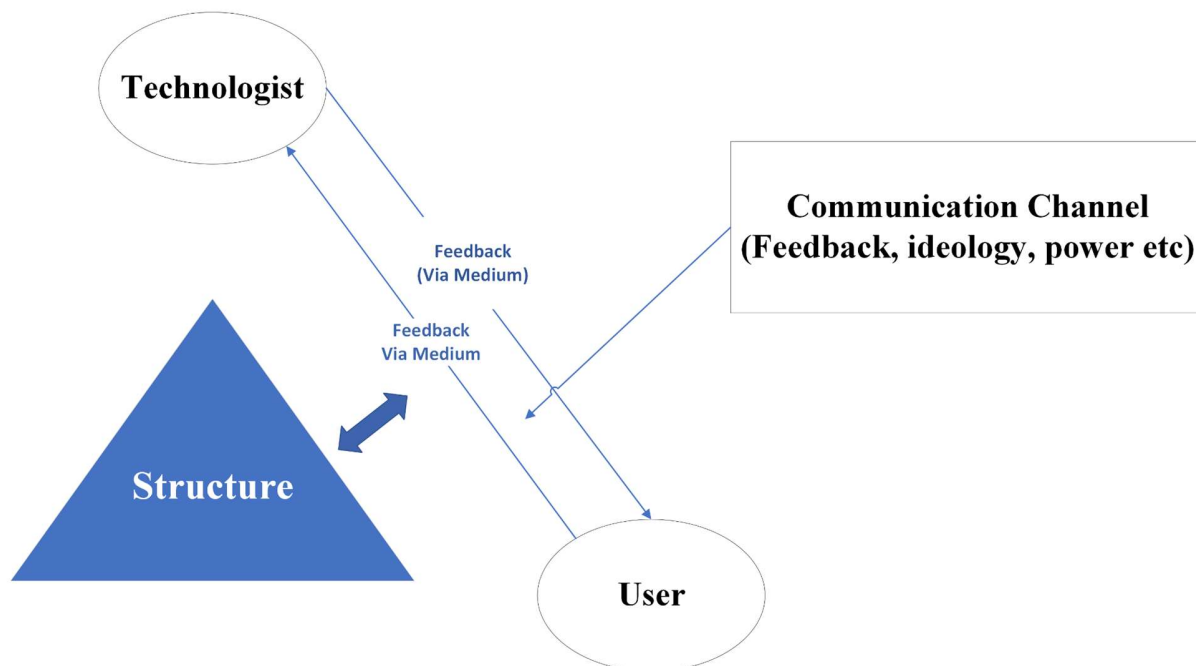 Technologist
Communication Channel
(Feedback, ideology, power etc)
Feedback
(Via Medium)
Feedback
Via Medium
Structure
User